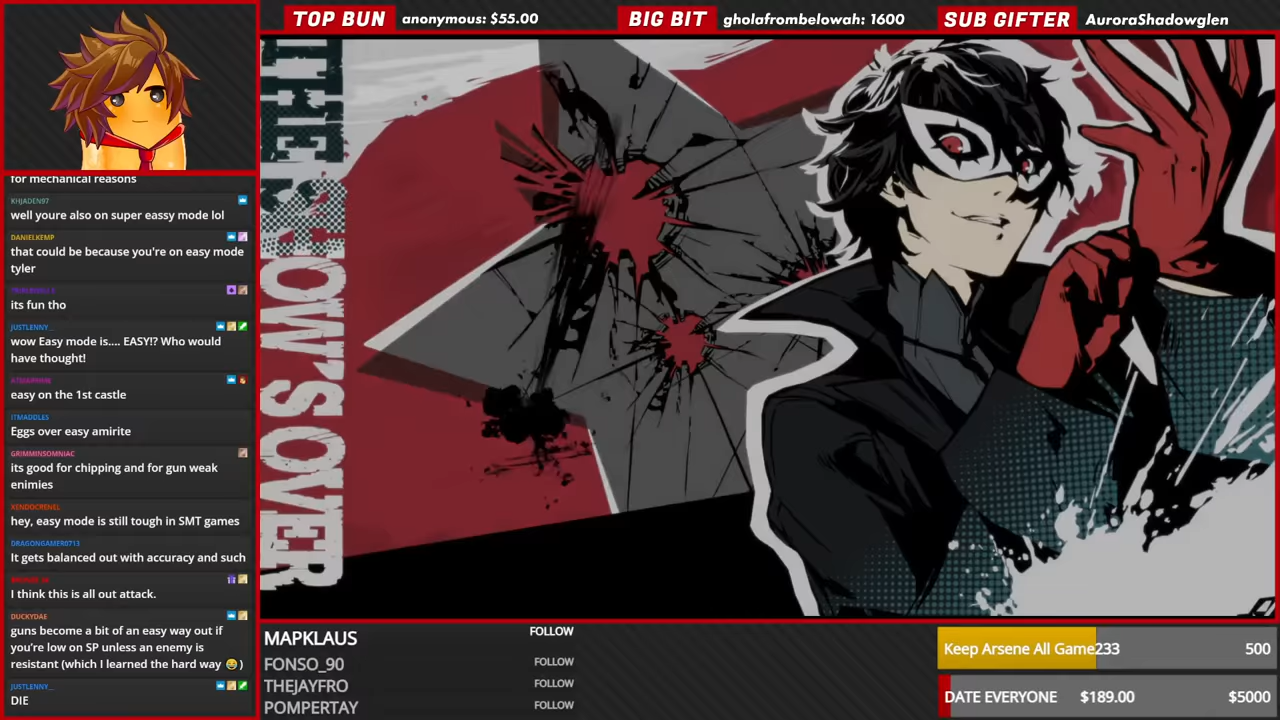 TOP BUN anonymous: $55.00
BIG BIT gholafrombelowah: 1600
SUB GIFTER AuroraShadowglen
for mechanical reasons
KHJADEN97
well youre also on super eassy mode lol
DANIELKEMP
that could be because you're on easy mode
tyler
its fun tho
JUSTLENNY_
wow Easy mode is.... EASY!? Who would
have thought!
easy on the 1st castle
ITMADDLES
Eggs over easy amirite
GRIMMINSOMNIAC
its good for chipping and for gun weak
enimies
XENDOCRENEL
hey, easy mode is still tough in SMT games
DRAGONGAMER0713
It gets balanced out with accuracy and such
I think this is all out attack.
DUCKYDAE
guns become a bit of an easy way out if
you're low on SP unless an enemy is
resistant (which I learned the hard way 😂)
JUSTLENNY_
DIE
THE SHOW'S OVER
MAPKLAUS FOLLOW
FONSO_90 FOLLOW
THEJAYFRO FOLLOW
POMPERTAY FOLLOW
Keep Arsene All Game 233 500
DATE EVERYONE $189.00 $5000